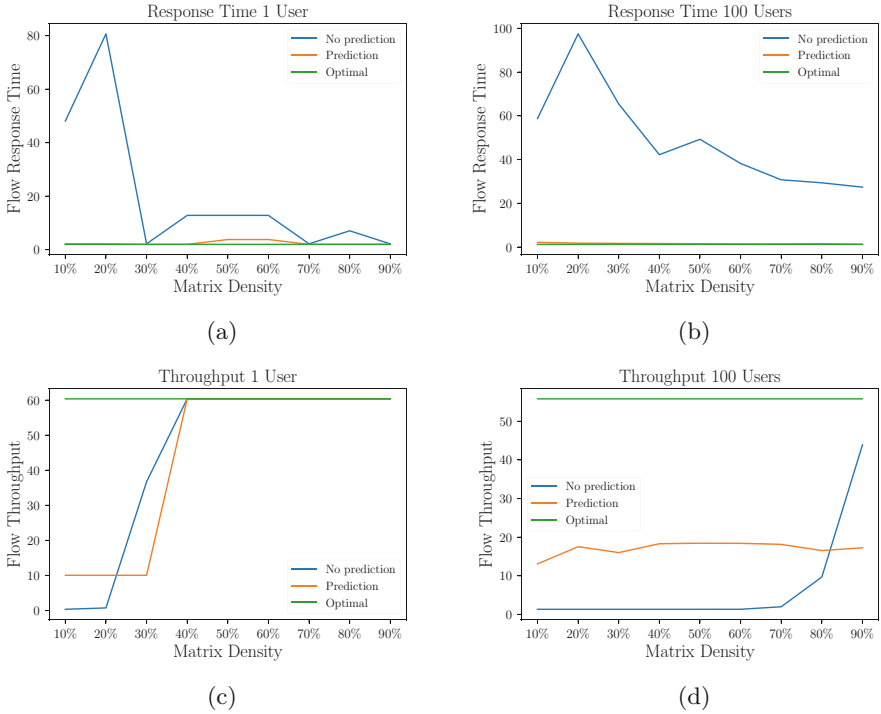 Response Time 1 User
Flow Response Time
80
60
40
20
0
No prediction
Prediction
Optimal
10% 20% 30% 40% 50% 60% 70% 80% 90%
Matrix Density
(a)
Response Time 100 Users
Flow Response Time
100
80
60
40
20
0
No prediction
Prediction
Optimal
10% 20% 30% 40% 50% 60% 70% 80% 90%
Matrix Density
(b)
Throughput 1 User
Flow Throughput
60
50
40
30
20
10
0
No prediction
Prediction
Optimal
10% 20% 30% 40% 50% 60% 70% 80% 90%
Matrix Density
(c)
Throughput 100 Users
Flow Throughput
50
40
30
20
10
0
No prediction
Prediction
Optimal
10% 20% 30% 40% 50% 60% 70% 80% 90%
Matrix Density
(d)